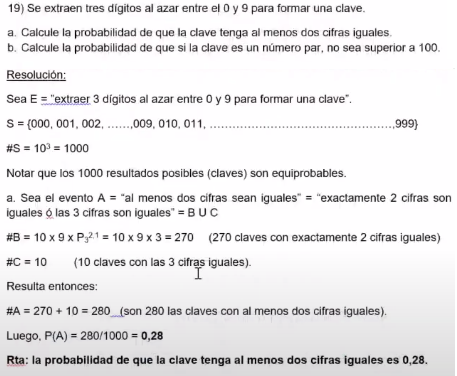 19) Se extraen tres dígitos al azar entre el 0 y 9 para formar una clave.
a. Calcule la probabilidad de que la clave tenga al menos dos cifras iguales.
b. Calcule la probabilidad de que si la clave es un número par, no sea superior a 100.
Resolución:
Sea E = "extraer 3 dígitos al azar entre 0 y 9 para formar una clave".
S = {000, 001, 002, ……,009, 010, 011, ……………………………………………,999}
#S = 10³ = 1000
Notar que los 1000 resultados posibles (claves) son equiprobables.
a. Sea el evento A = "al menos dos cifras sean iguales" = "exactamente 2 cifras son
iguales ó las 3 cifras son iguales" = B U C
#B = 10 x 9 x P₃²·¹ = 10 x 9 x 3 = 270 (270 claves con exactamente 2 cifras iguales)
#C = 10 (10 claves con las 3 cifras iguales).
Resulta entonces:
#A = 270 + 10 = 280 (son 280 las claves con al menos dos cifras iguales).
Luego, P(A) = 280/1000 = 0,28
Rta: la probabilidad de que la clave tenga al menos dos cifras iguales es 0,28.